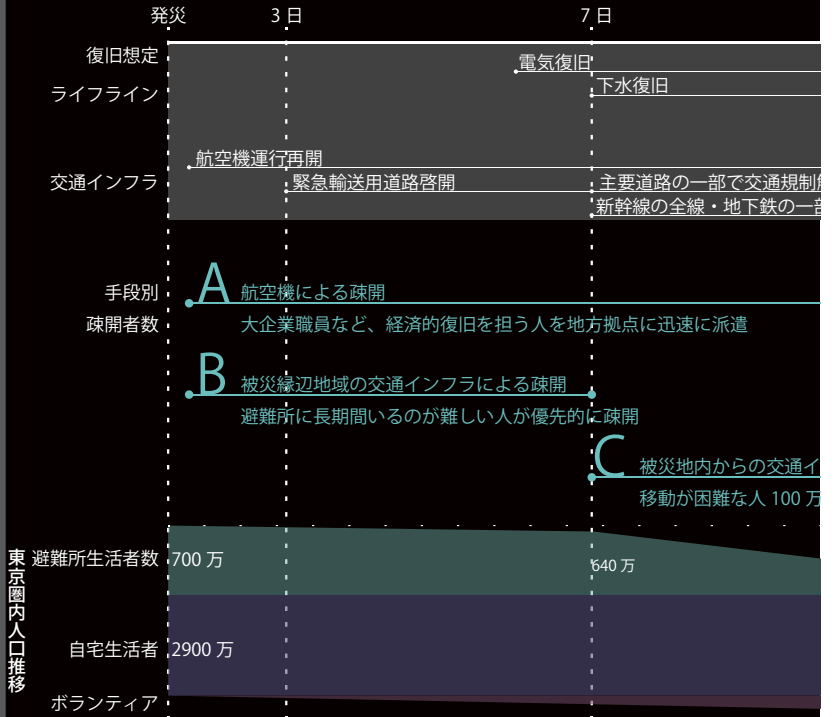 発災
3 日
7 日
復旧想定
電気復旧
下水復旧
ライフライン
航空機運行再開
交通インフラ
緊急輸送用道路啓開
主要道路の一部で交通規制
新幹線の全線・地下鉄の一部
手段別
疎開者数
A 航空機による疎開
大企業職員など、経済的復旧を担う人を地方拠点に迅速に派遣
B 被災縁辺地域の交通インフラによる疎開
避難所に長期間いるのが難しい人が優先的に疎開
C 被災地内からの交通イ
移動が困難な人 100 万
東京圏内人口推移
避難所生活者数
700 万
640 万
自宅生活者
2900 万
ボランティア